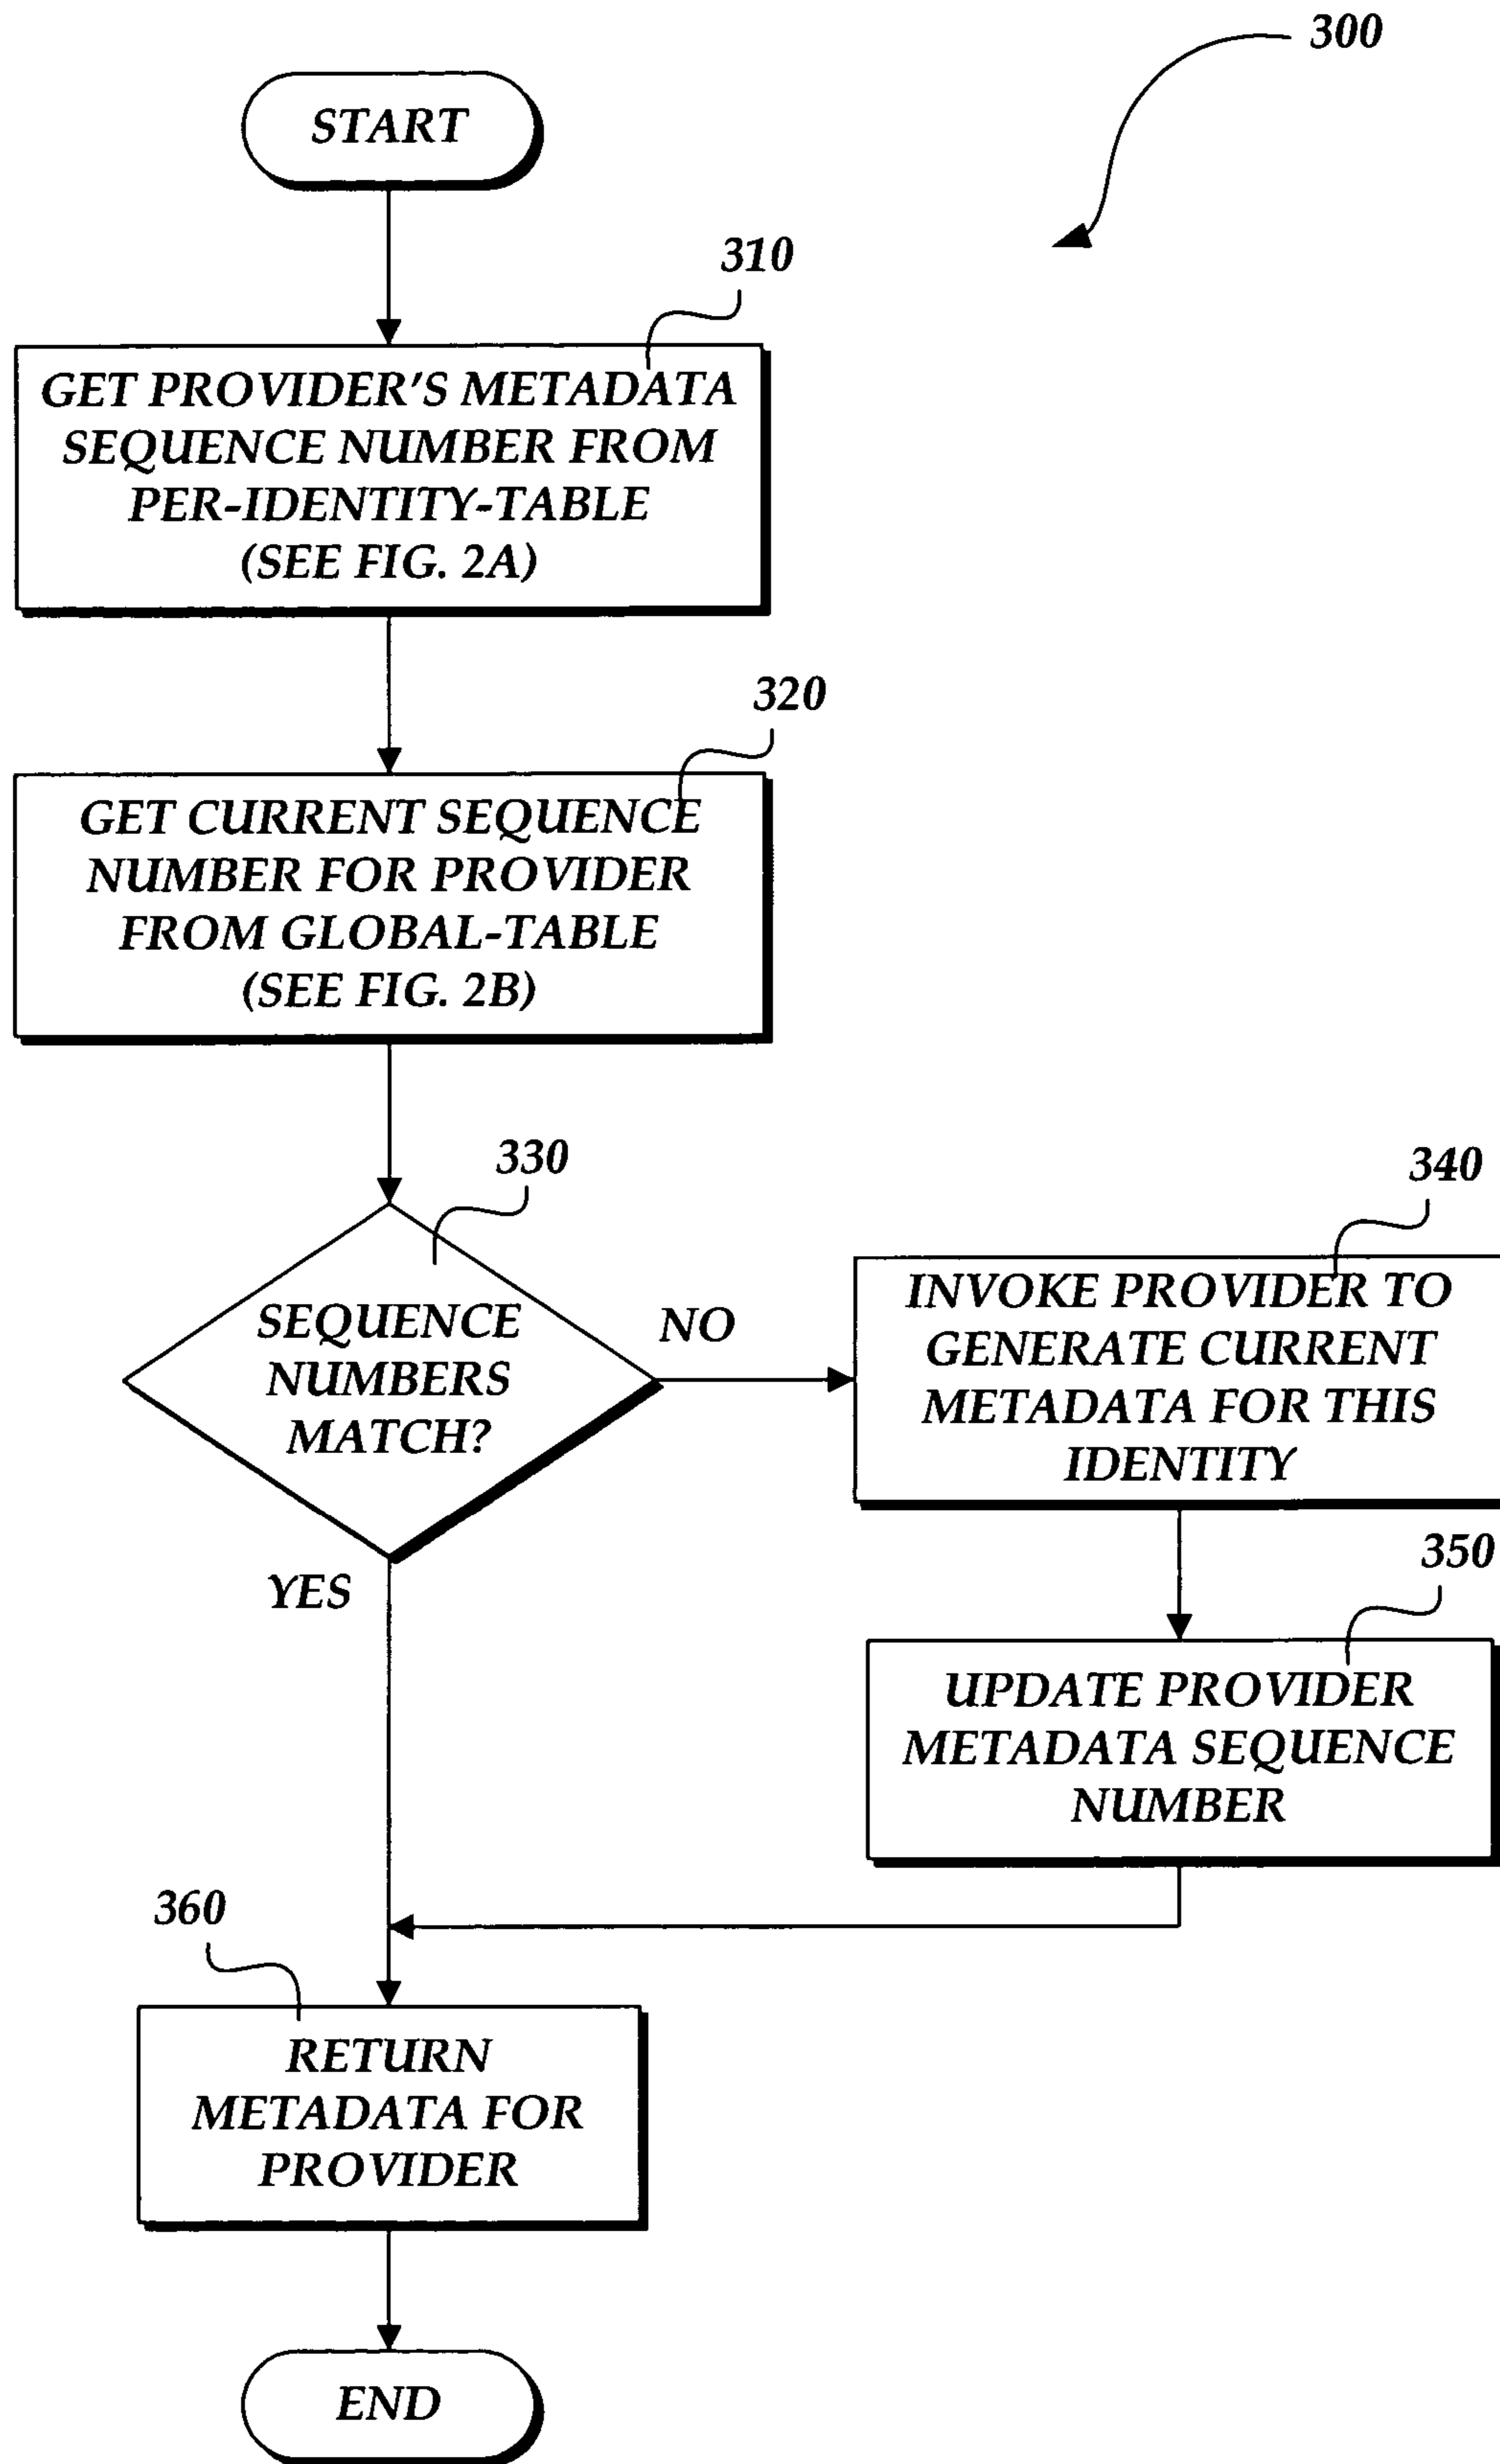 300
START
310
GET PROVIDER'S METADATA
SEQUENCE NUMBER FROM
PER-IDENTITY-TABLE
(SEE FIG. 2A)
320
GET CURRENT SEQUENCE
NUMBER FOR PROVIDER
FROM GLOBAL-TABLE
(SEE FIG. 2B)
330
SEQUENCE
NUMBERS
MATCH?
NO
YES
340
INVOKE PROVIDER TO
GENERATE CURRENT
METADATA FOR THIS
IDENTITY
350
UPDATE PROVIDER
METADATA SEQUENCE
NUMBER
360
RETURN
METADATA FOR
PROVIDER
END